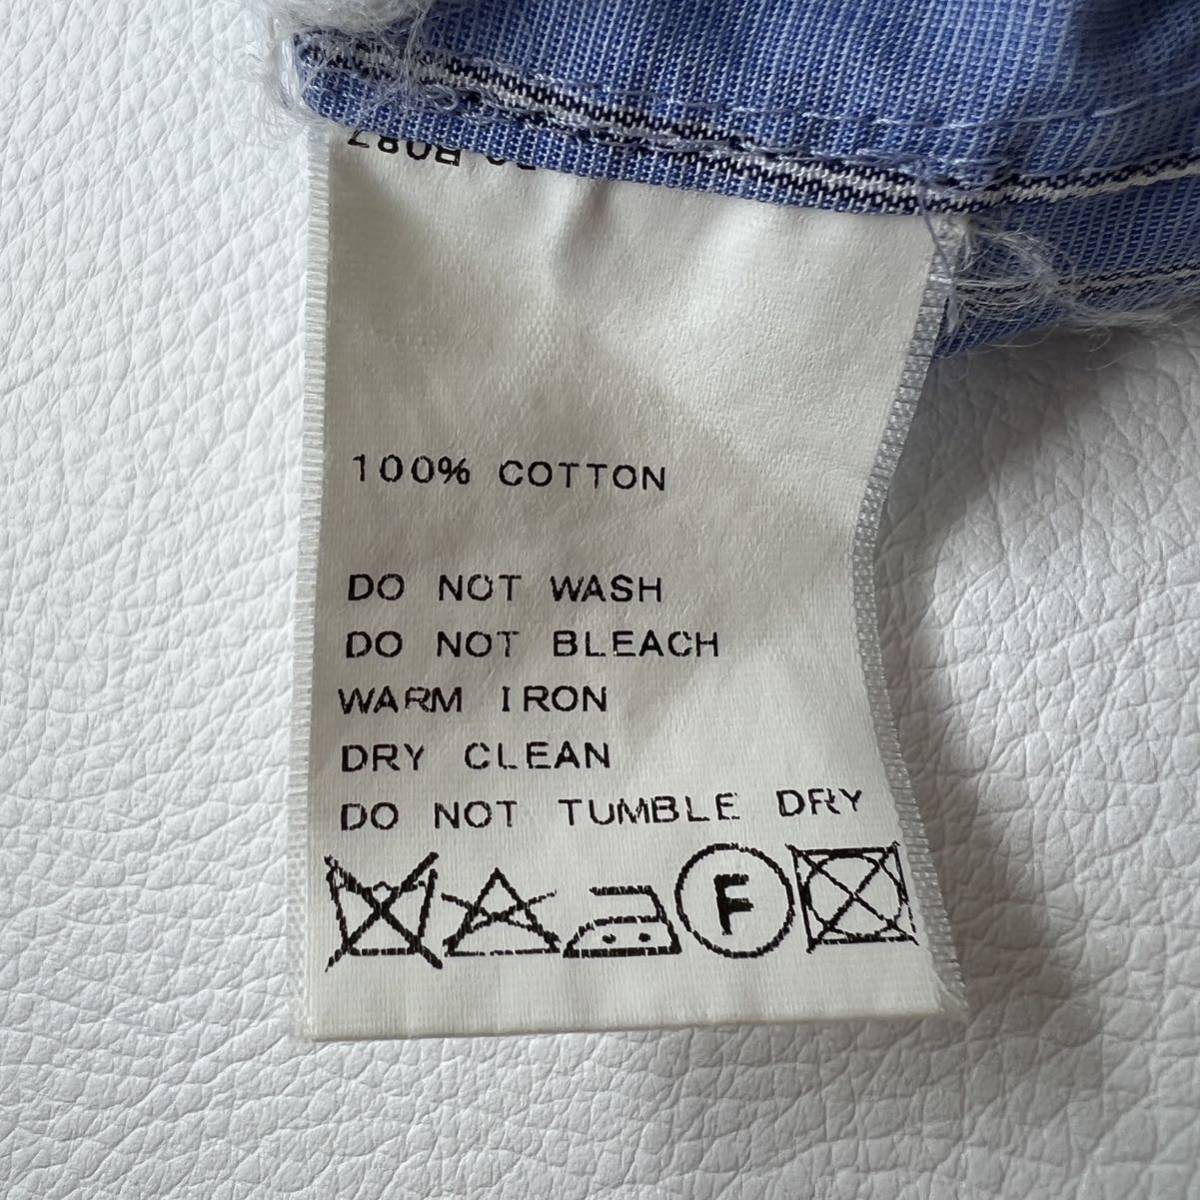 100% COTTON
DO NOT WASH
DO NOT BLEACH
WARM IRON
DRY CLEAN
DO NOT TUMBLE DRY
F